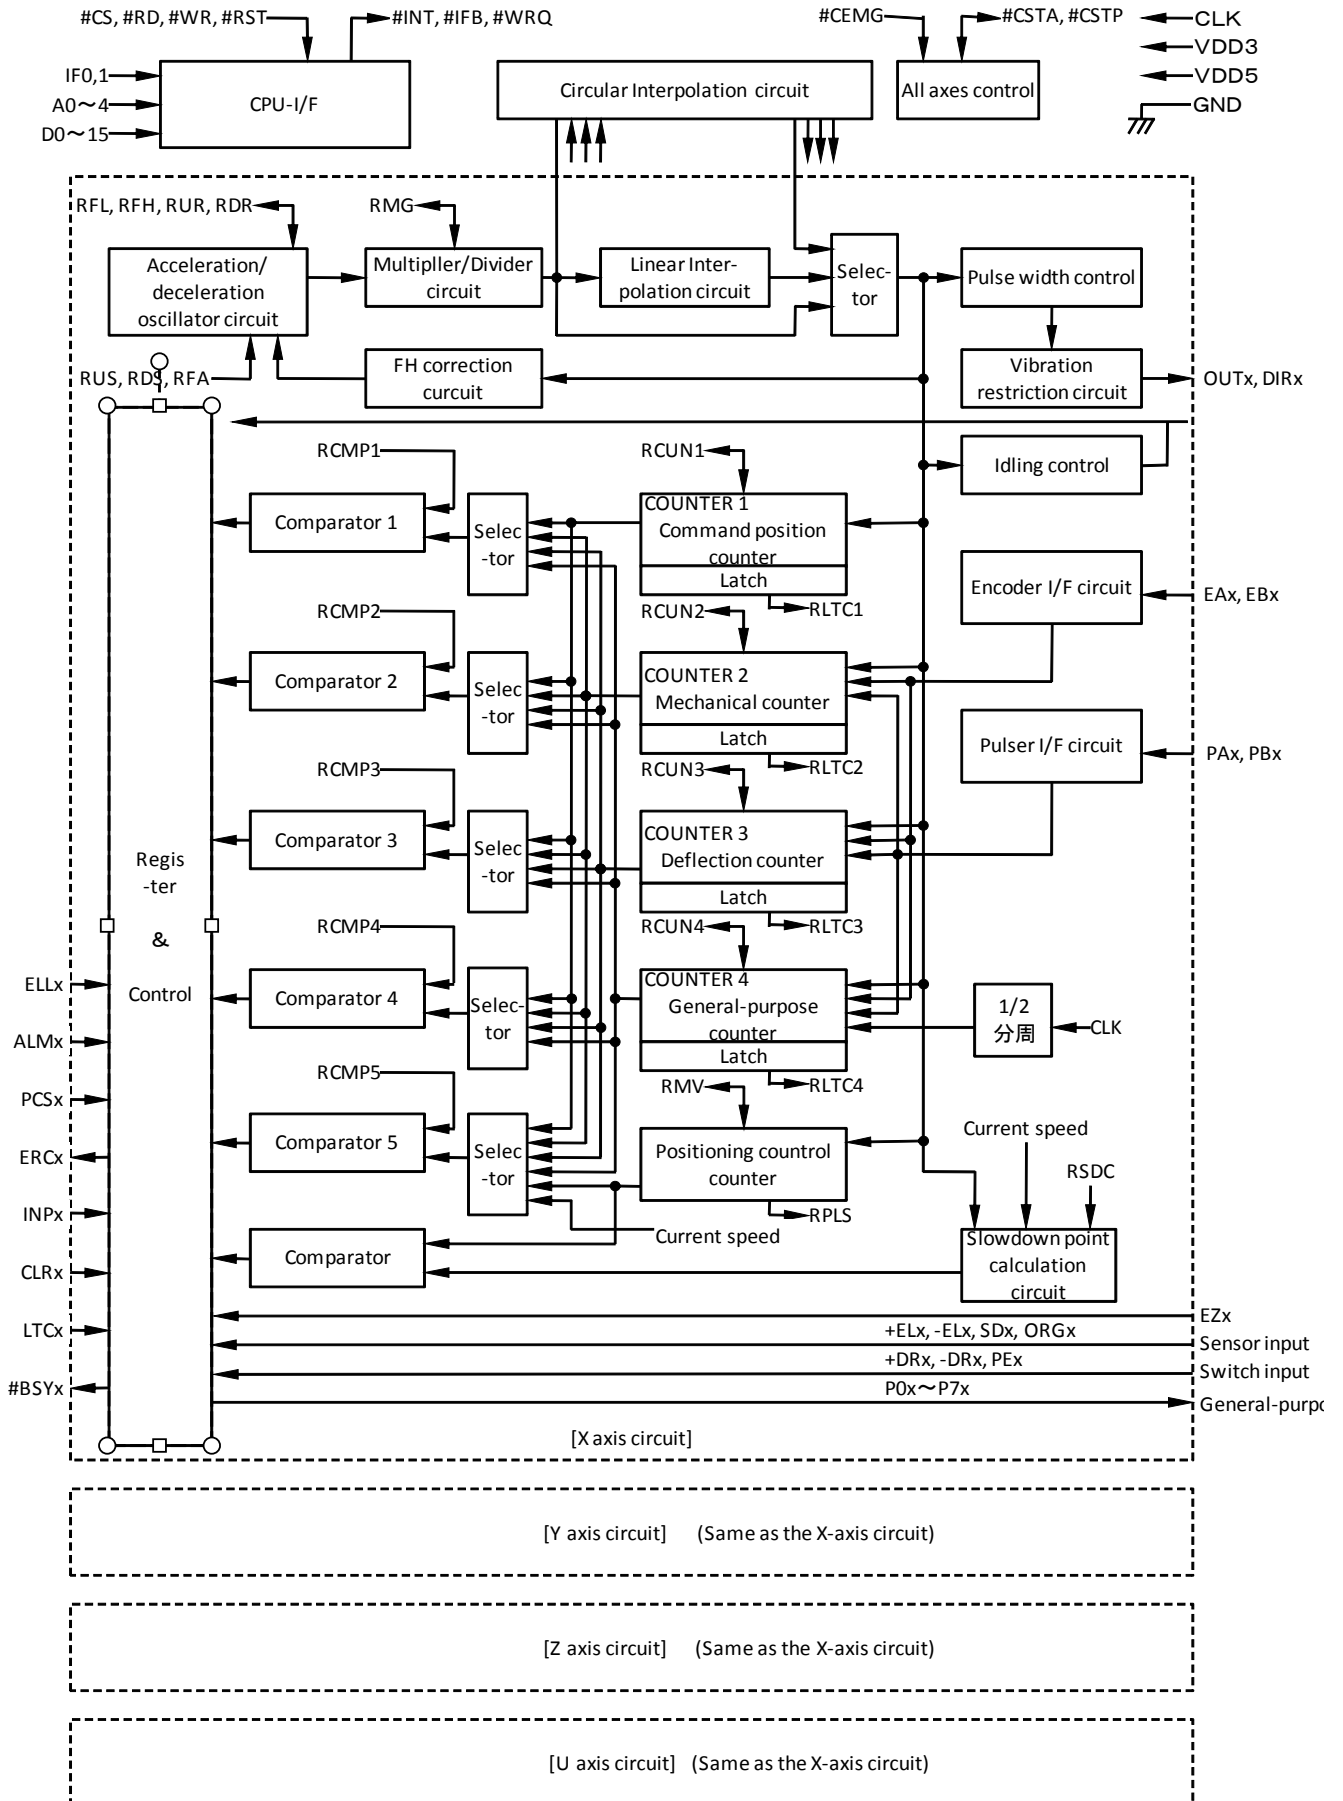 #CS, #RD, #WR, #RST
#INT, #IFB, #WRQ
#CEMG
#CSTA, #CSTP
CLK
VDD3
VDD5
GND
IF0,1
A0～4
D0～15
CPU-I/F
Circular Interpolation circuit
All axes control
RFL, RFH, RUR, RDR
RMG
Acceleration/
deceleration
oscillator circuit
Multipller/Divider
circuit
Linear Inter-
polation circuit
Selec-
tor
Pulse width control
RUS, RDS, RFA
FH correction
curcuit
Vibration
restriction circuit
OUTx, DIRx
RCMP1
RCUN1
Idling control
Comparator 1
Selec
-tor
COUNTER 1
Command position
counter
Latch
RLTC1
Encoder I/F circuit
EAx, EBx
RCMP2
RCUN2
Comparator 2
Selec
-tor
COUNTER 2
Mechanical counter
Latch
RLTC2
Pulser I/F circuit
PAx, PBx
RCMP3
RCUN3
Comparator 3
Selec
-tor
COUNTER 3
Deflection counter
Latch
RLTC3
Regis
-ter
&
Control
RCMP4
RCUN4
Comparator 4
Selec-
tor
COUNTER 4
General-purpose
counter
Latch
RLTC4
1/2
分周
CLK
ELLx
ALMx
PCSx
ERCx
INPx
CLRx
LTCx
#BSYx
RCMP5
RMV
Comparator 5
Selec
-tor
Positioning countrol
counter
RPLS
Current speed
RSDC
Current speed
Comparator
Slowdown point
calculation
circuit
EZx
+ELx, -ELx, SDx, ORGx
Sensor input
+DRx, -DRx, PEx
Switch input
P0x～P7x
General-purpo
[X axis circuit]
[Y axis circuit] (Same as the X-axis circuit)
[Z axis circuit] (Same as the X-axis circuit)
[U axis circuit] (Same as the X-axis circuit)